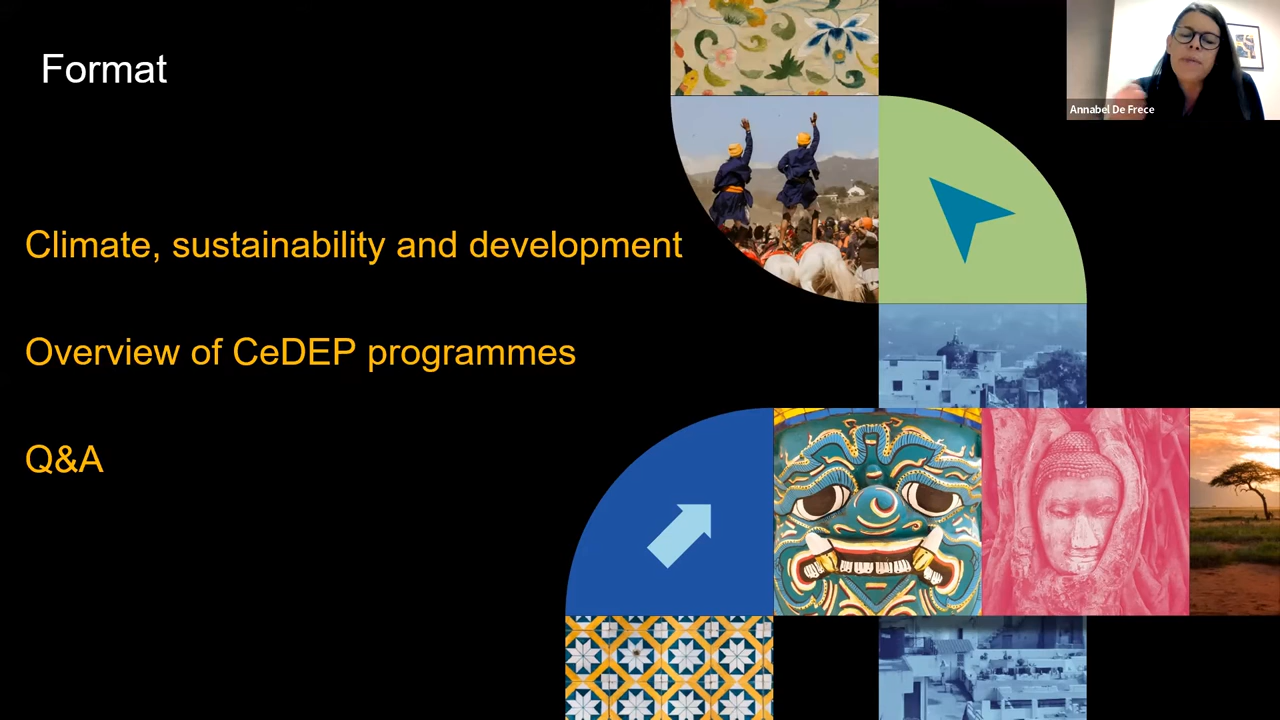 Format
Annabel De Frece
Climate, sustainability and development
Overview of CeDEP programmes
Q&A